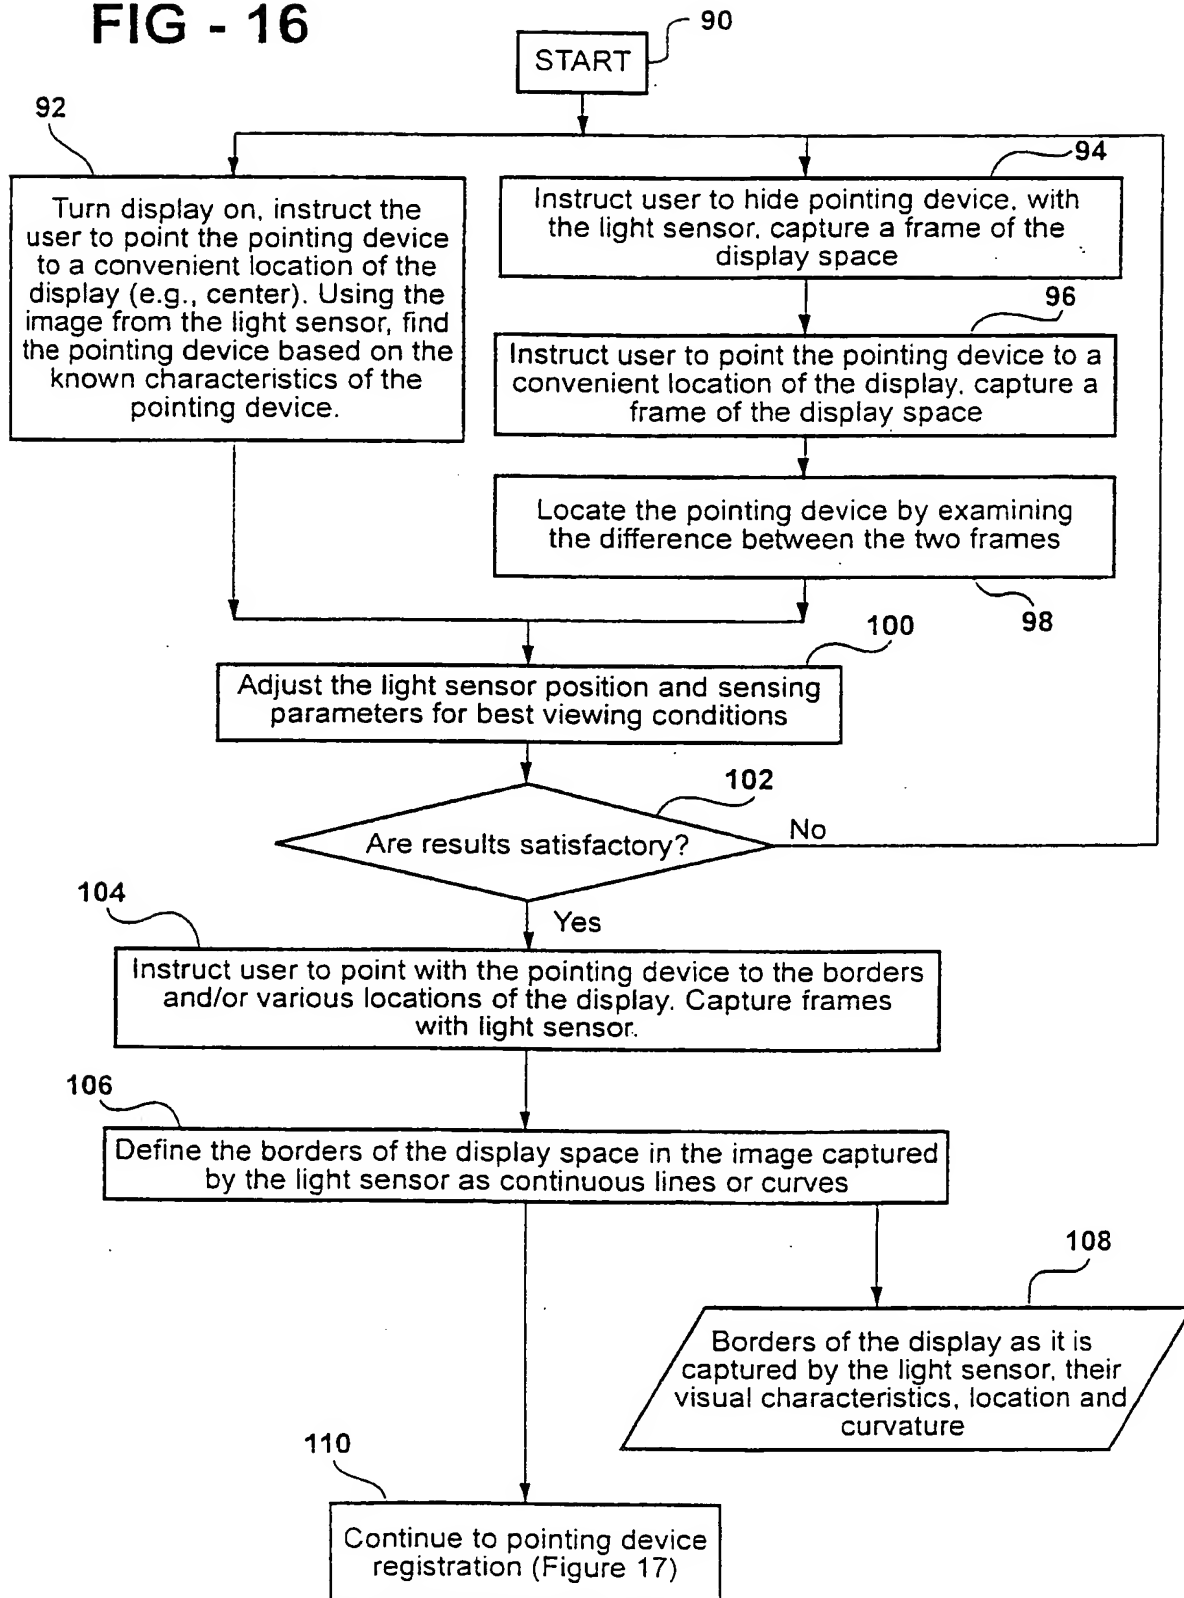 FIG - 16
90
START
92
94
Turn display on, instruct the
user to point the pointing device
to a convenient location of the
display (e.g., center). Using the
image from the light sensor, find
the pointing device based on the
known characteristics of the
pointing device.
Instruct user to hide pointing device, with
the light sensor, capture a frame of the
display space
96
Instruct user to point the pointing device to a
convenient location of the display, capture a
frame of the display space
Locate the pointing device by examining
the difference between the two frames
98
100
Adjust the light sensor position and sensing
parameters for best viewing conditions
102
Are results satisfactory?
No
Yes
104
Instruct user to point with the pointing device to the borders
and/or various locations of the display. Capture frames
with light sensor.
106
Define the borders of the display space in the image captured
by the light sensor as continuous lines or curves
108
Borders of the display as it is
captured by the light sensor, their
visual characteristics, location and
curvature
110
Continue to pointing device
registration (Figure 17)